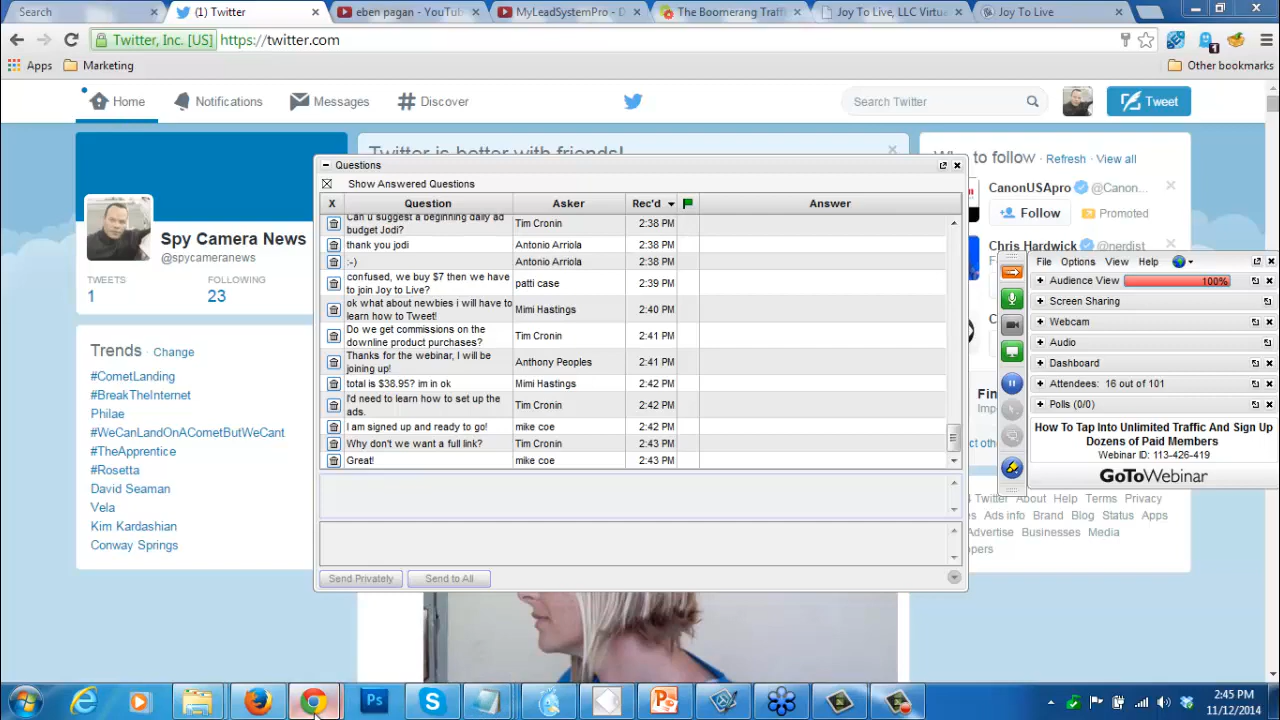 Search
(1) Twitter
eben pagan - YouTu
MyLeadSystemPro - D
The Boomerang Traffi
Joy To Live, LLC Virtua
Joy To Live
Twitter, Inc. [US] https://twitter.com
1
Apps
Marketing
Other bookmarks
Home
Notifications
Messages
Discover
Search Twitter
Tweet
Twitter is better with friends!
to follow
Refresh · View all
Spy Camera News
@spycameranews
TWEETS
FOLLOWING
1
23
Trends · Change
#CometLanding
#BreakTheInternet
Philae
#WeCanLandOnACometButWeCant
#TheApprentice
#Rosetta
David Seaman
Vela
Kim Kardashian
Conway Springs
Questions
Show Answered Questions
X Question Asker Rec'd Answer
Can u suggest a beginning daily ad
budget Jodi? Tim Cronin 2:38 PM
thank you jodi Antonio Arriola 2:38 PM
:-) Antonio Arriola 2:38 PM
confused, we buy $7 then we have
to join Joy to Live? patti case 2:39 PM
ok what about newbies i will have to
learn how to Tweet! Mimi Hastings 2:40 PM
Do we get commissions on the
downline product purchases? Tim Cronin 2:41 PM
Thanks for the webinar, I will be
joining up! Anthony Peoples 2:41 PM
total is $38.95? im in ok Mimi Hastings 2:42 PM
I'd need to learn how to set up the
ads. Tim Cronin 2:42 PM
I am signed up and ready to go! mike coe 2:42 PM
Why don't we want a full link? Tim Cronin 2:43 PM
Great! mike coe 2:43 PM
Send Privately
Send to All
CanonUSApro @Canon...
Follow
Promoted
Chris Hardwick @nerdist
File Options View Help
Audience View 100%
Screen Sharing
Webcam
Audio
Dashboard
Attendees: 16 out of 101
Polls (0/0)
How To Tap Into Unlimited Traffic And Sign Up
Dozens of Paid Members
Webinar ID: 113-426-419
GoToWebinar
4 Twitter About Help Terms Privacy
Ads info Brand Blog Status Apps
Advertise Businesses Media
Ps
2:45 PM
11/12/2014